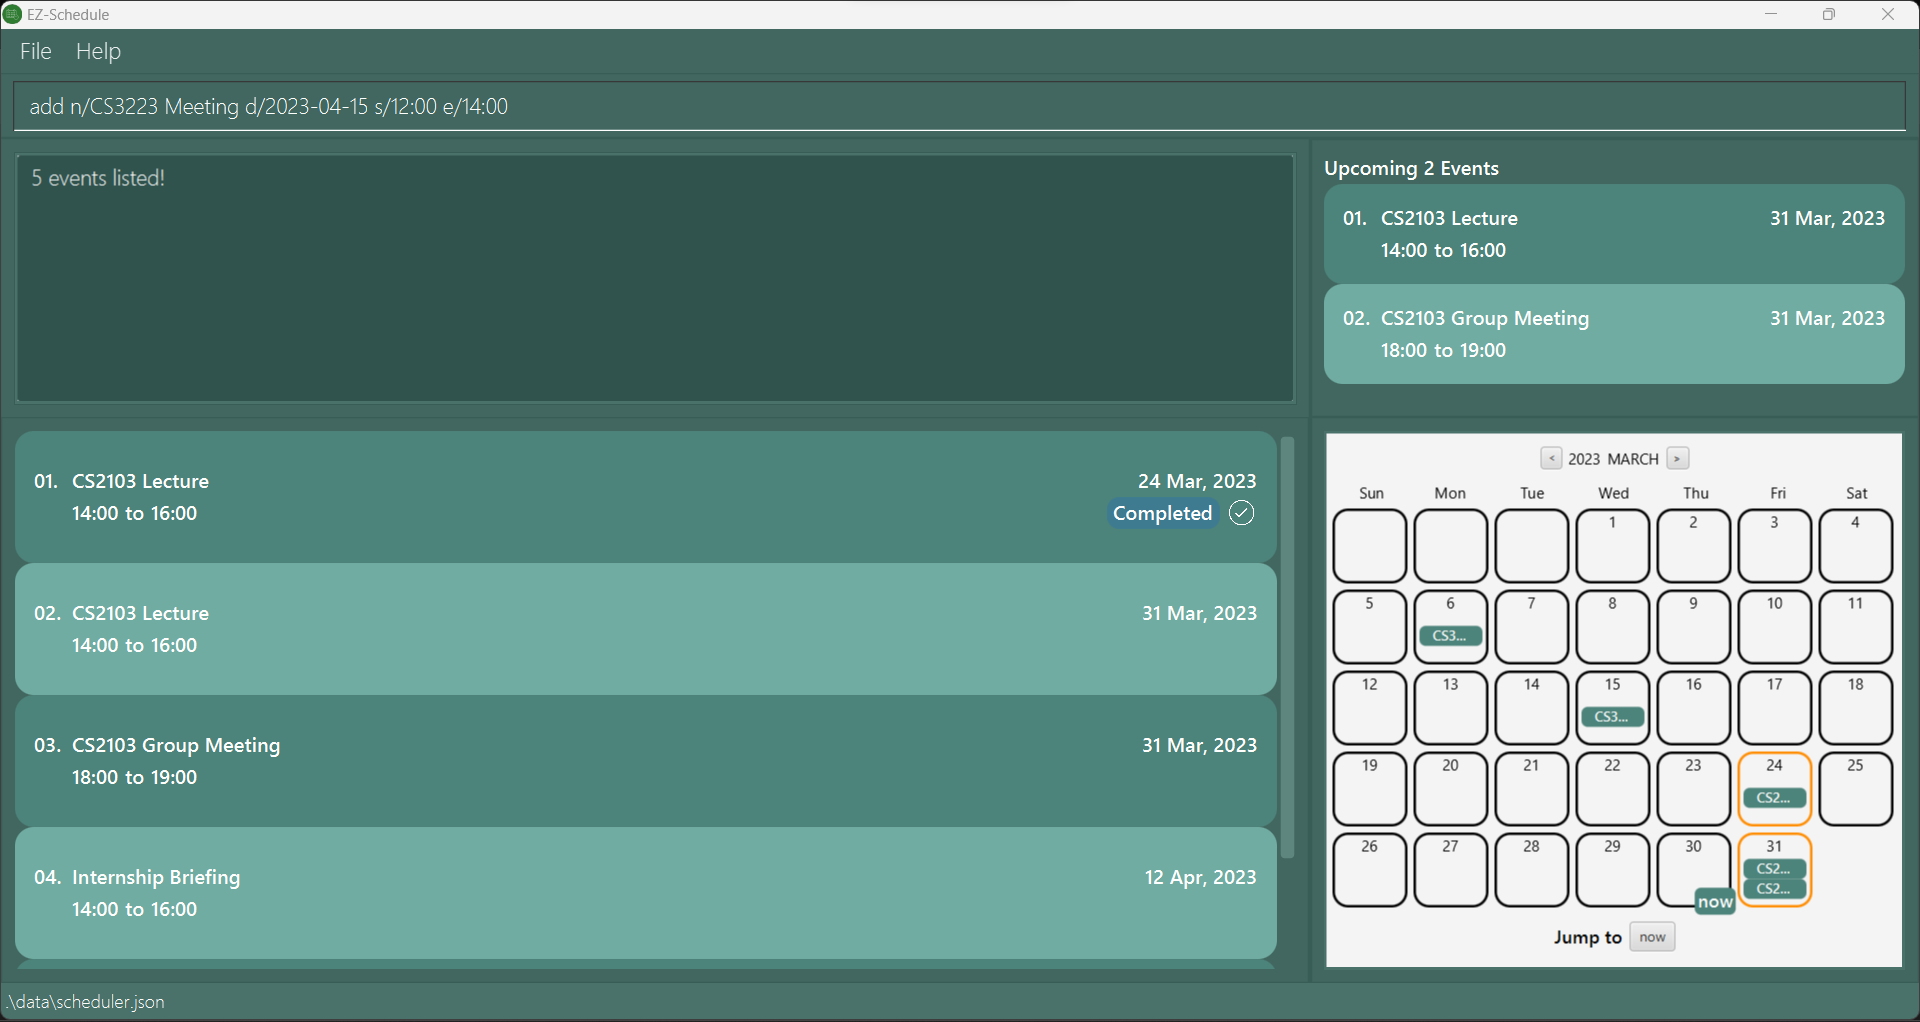 EZ-Schedule
File Help
add n/CS3223 Meeting d/2023-04-15 s/12:00 e/14:00
5 events listed!
Upcoming 2 Events
01. CS2103 Lecture 31 Mar, 2023
14:00 to 16:00
02. CS2103 Group Meeting 31 Mar, 2023
18:00 to 19:00
01. CS2103 Lecture 24 Mar, 2023
14:00 to 16:00 Completed
02. CS2103 Lecture 31 Mar, 2023
14:00 to 16:00
03. CS2103 Group Meeting 31 Mar, 2023
18:00 to 19:00
04. Internship Briefing 12 Apr, 2023
14:00 to 16:00
< 2023 MARCH >
Sun Mon Tue Wed Thu Fri Sat
1 2 3 4
5 6 7 8 9 10 11
CS3...
12 13 14 15 16 17 18
CS3...
19 20 21 22 23 24 25
CS2...
26 27 28 29 30 31
CS2...
CS2...
now
Jump to now
.\data\scheduler.json